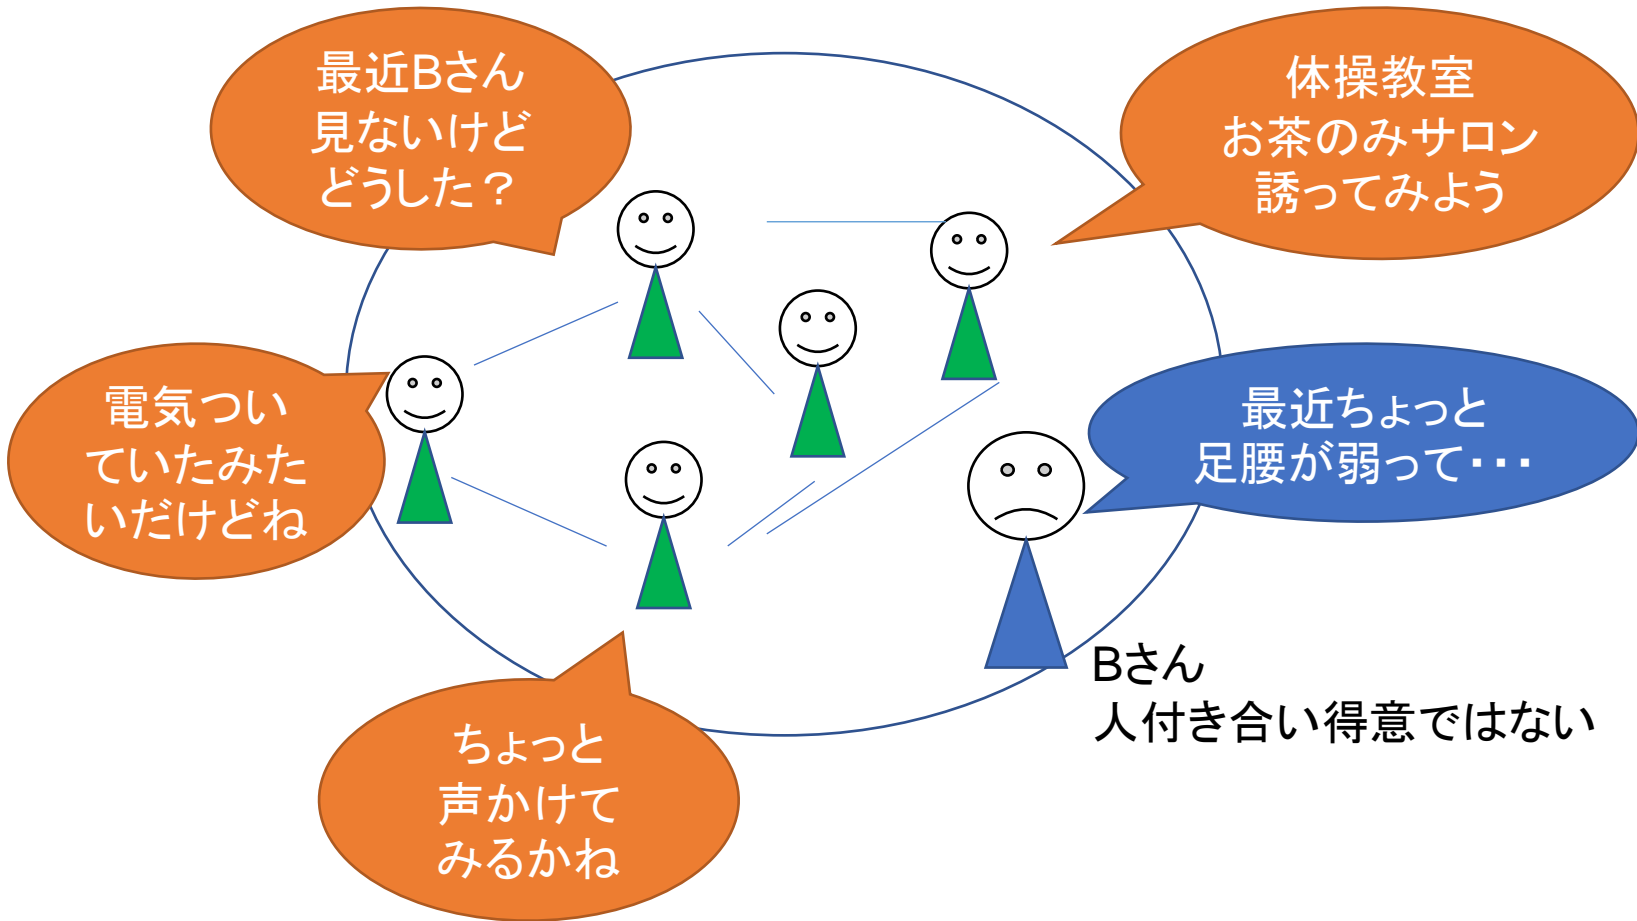 最近Bさん
見ないけど
どうした？
体操教室
お茶のみサロン
誘ってみよう
電気つい
ていたみた
いだけどね
最近ちょっと
足腰が弱って・・・
Bさん
人付き合い得意ではない
ちょっと
声かけて
みるかね